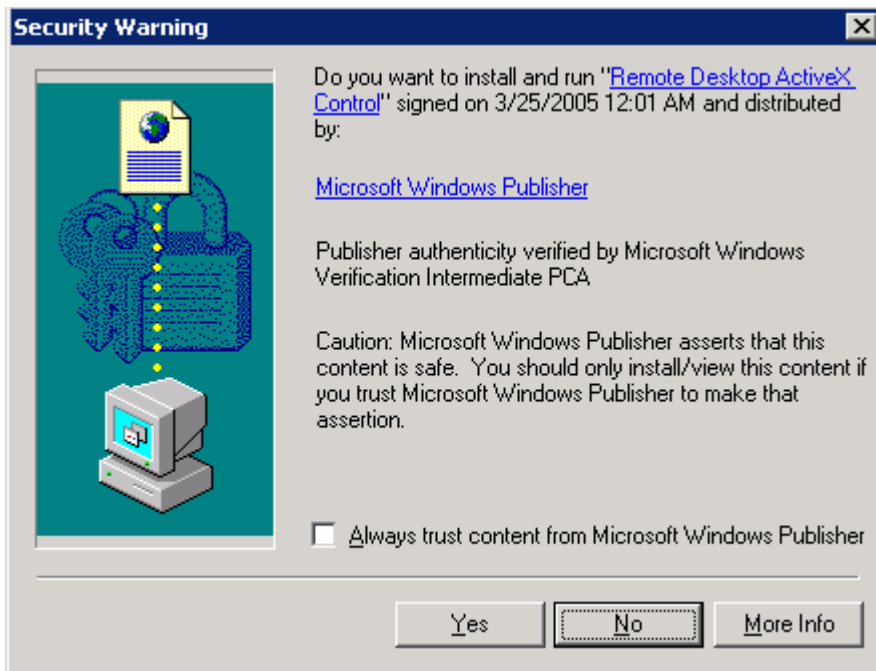 Security Warning
Do you want to install and run "Remote Desktop ActiveX
Control" signed on 3/25/2005 12:01 AM and distributed
by:
Microsoft Windows Publisher
Publisher authenticity verified by Microsoft Windows
Verification Intermediate PCA
Caution: Microsoft Windows Publisher asserts that this
content is safe.  You should only install/view this content if
you trust Microsoft Windows Publisher to make that
assertion.
Always trust content from Microsoft Windows Publisher
Yes No More Info